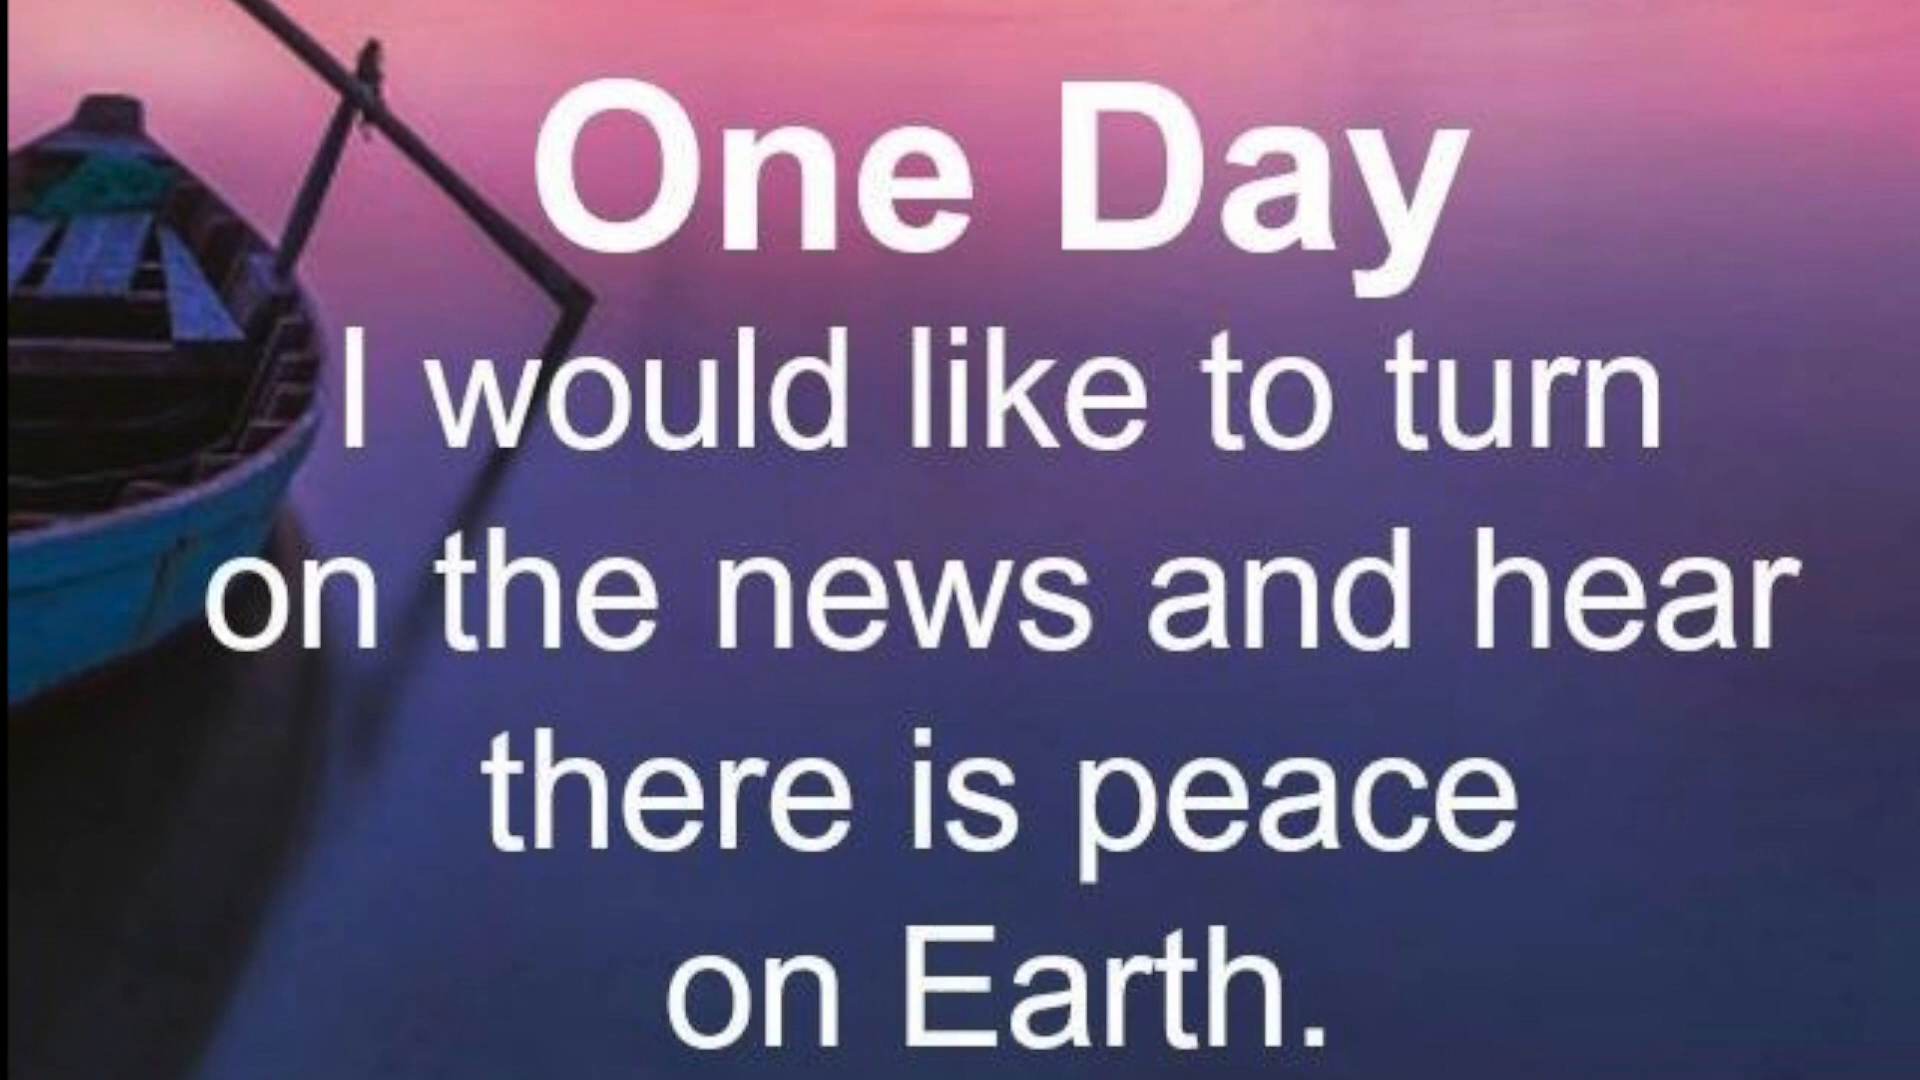 One Day
I would like to turn
on the news and hear
there is peace
on Earth.